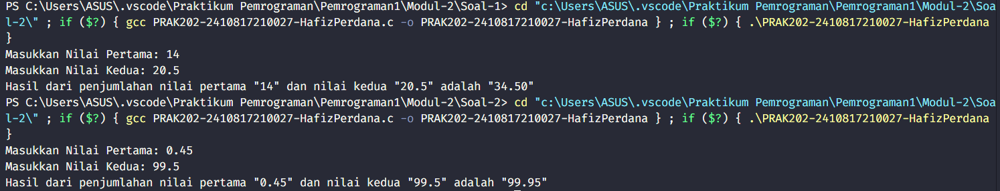 PS C:\Users\ASUS\.vscode\Praktikum Pemrograman\Pemrograman1\Modul-2\Soal-1> cd "c:\Users\ASUS\.vscode\Praktikum Pemrograman\Pemrograman1\Modul-2\Soa
l-2\" ; if ($?) { gcc PRAK202-2410817210027-HafizPerdana.c -o PRAK202-2410817210027-HafizPerdana } ; if ($?) { .\PRAK202-2410817210027-HafizPerdana
}
Masukkan Nilai Pertama: 14
Masukkan Nilai Kedua: 20.5
Hasil dari penjumlahan nilai pertama "14" dan nilai kedua "20.5" adalah "34.50"
PS C:\Users\ASUS\.vscode\Praktikum Pemrograman\Pemrograman1\Modul-2\Soal-2> cd "c:\Users\ASUS\.vscode\Praktikum Pemrograman\Pemrograman1\Modul-2\Soa
l-2\" ; if ($?) { gcc PRAK202-2410817210027-HafizPerdana.c -o PRAK202-2410817210027-HafizPerdana } ; if ($?) { .\PRAK202-2410817210027-HafizPerdana
}
Masukkan Nilai Pertama: 0.45
Masukkan Nilai Kedua: 99.5
Hasil dari penjumlahan nilai pertama "0.45" dan nilai kedua "99.5" adalah "99.95"